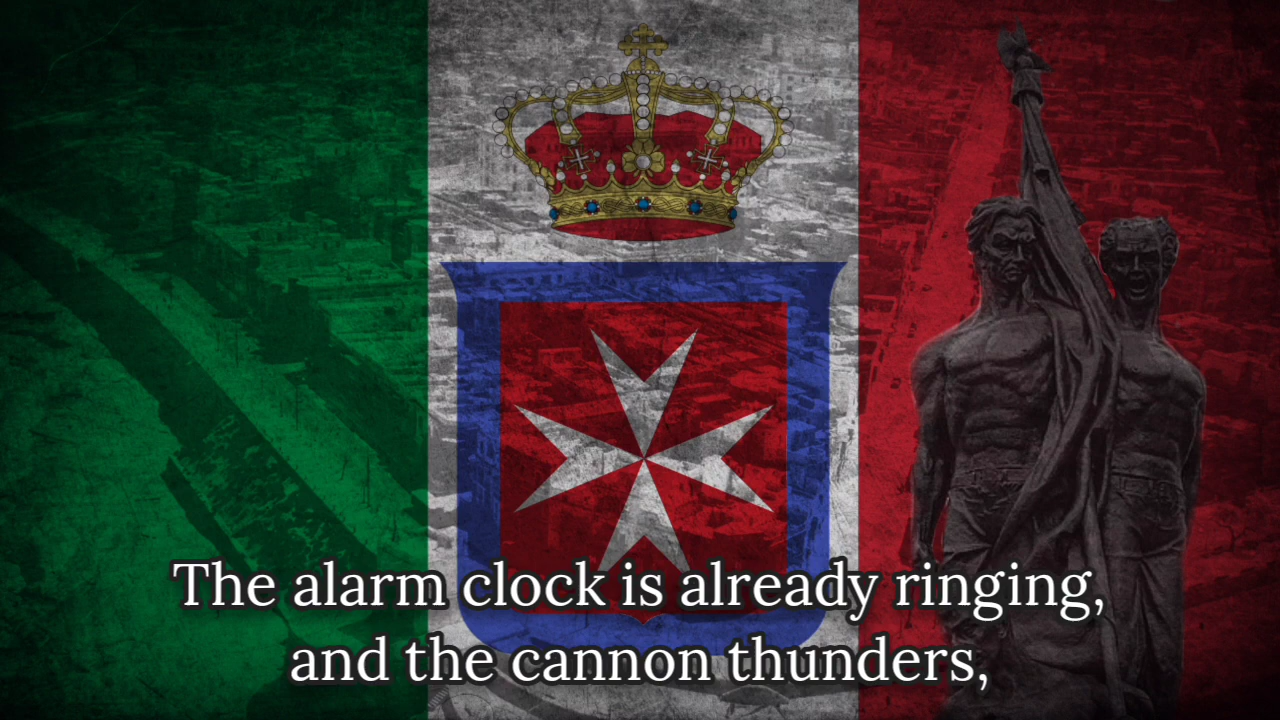 The alarm clock is already ringing,
and the cannon thunders,